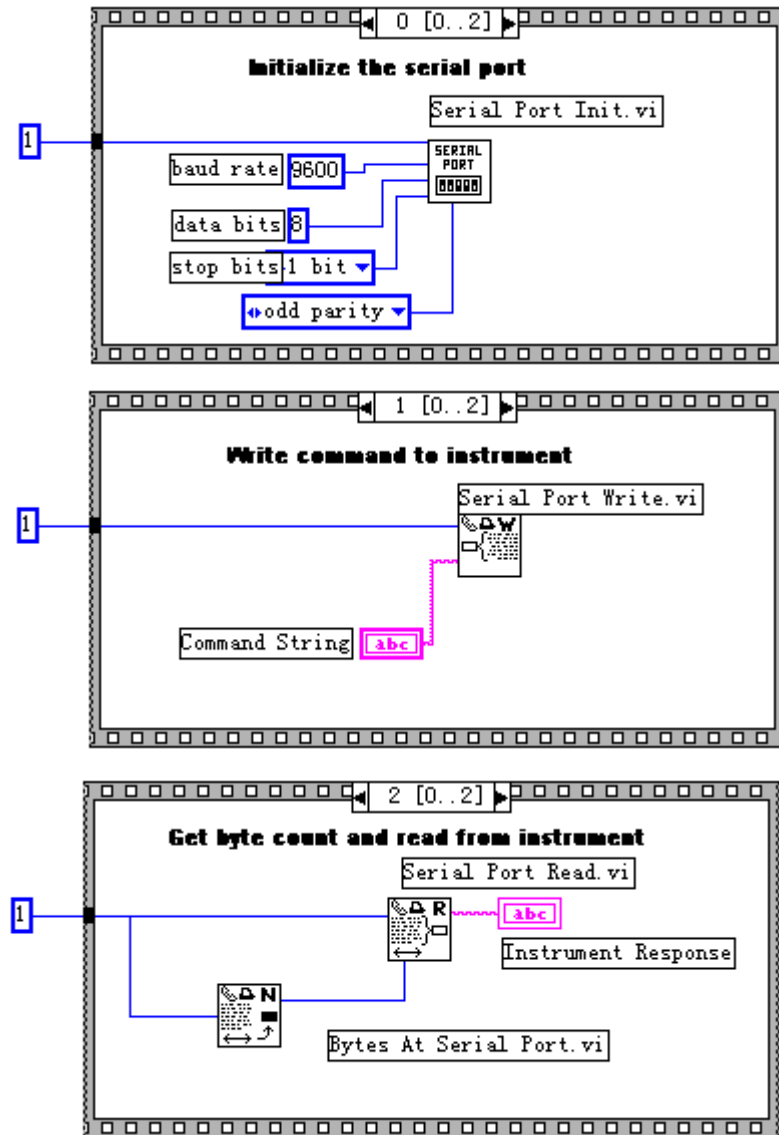 0 [0..2]
Initialize the serial port
Serial Port Init.vi
1
SERIAL
PORT
baud rate 9600
data bits 8
stop bits 1 bit
odd parity
1 [0..2]
Write command to instrument
Serial Port Write.vi
1
W
Command String abc
2 [0..2]
Get byte count and read from instrument
Serial Port Read.vi
1
R
abc
Instrument Response
N
Bytes At Serial Port.vi